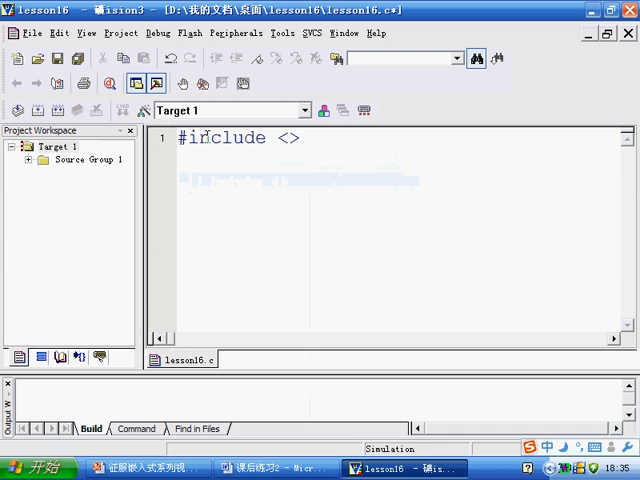 lesson16 - 礦ision3 - [D:\我的文档\桌面\lesson16\lesson16.c*]
File Edit View Project Debug Flash Peripherals Tools SVCS Window Help
Target 1
Project Workspace
Target 1
Source Group 1
1 #include <>
lesson16.c
Output W
Build Command Find in Files
Simulation
中
开始 征服嵌入式系列视... 课后练习2 - Micr... lesson16 - 礦is... 18:35